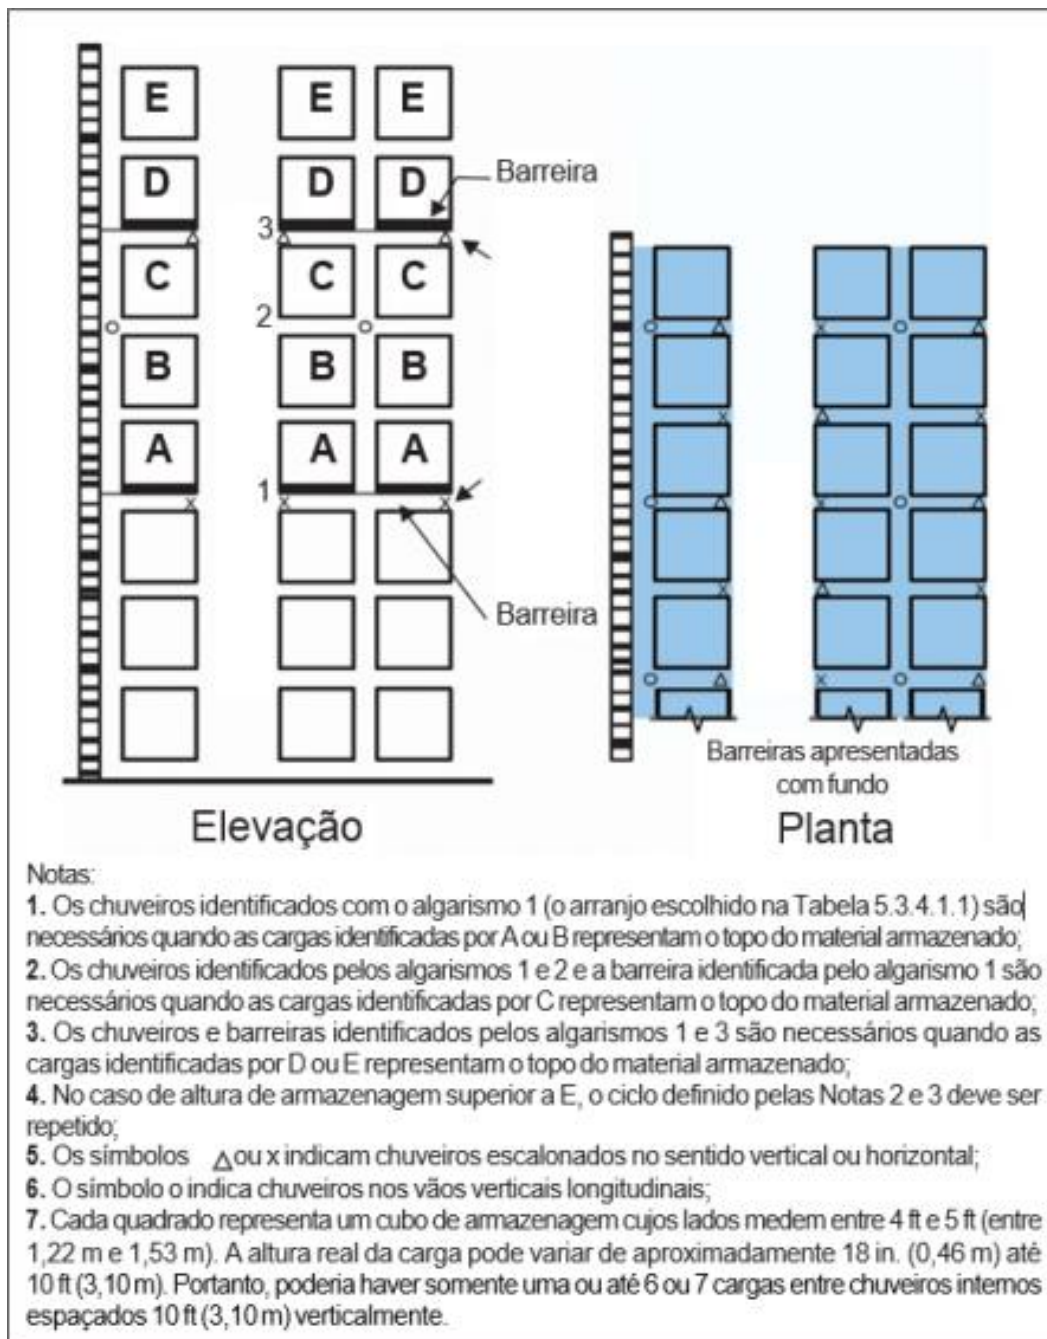 E E E
D D D
Barreira
3
C C C
2
B B B
A A A
1
Barreira
x x x
o o
△ △ △
Barreiras apresentadas
com fundo
Elevação
Planta
Notas:
1. Os chuveiros identificados com o algarismo 1 (o arranjo escolhido na Tabela 5.3.4.1.1) são
necessários quando as cargas identificadas por A ou B representam o topo do material armazenado;
2. Os chuveiros identificados pelos algarismos 1 e 2 e a barreira identificada pelo algarismo 1 são
necessários quando as cargas identificadas por C representam o topo do material armazenado;
3. Os chuveiros e barreiras identificados pelos algarismos 1 e 3 são necessários quando as
cargas identificadas por D ou E representam o topo do material armazenado;
4. No caso de altura de armazenagem superior a E, o ciclo definido pelas Notas 2 e 3 deve ser
repetido;
5. Os símbolos △ ou x indicam chuveiros escalonados no sentido vertical ou horizontal;
6. O símbolo o indica chuveiros nos vãos verticais longitudinais;
7. Cada quadrado representa um cubo de armazenagem cujos lados medem entre 4 ft e 5 ft (entre
1,22 m e 1,53 m). A altura real da carga pode variar de aproximadamente 18 in. (0,46 m) até
10 ft (3,10 m). Portanto, poderia haver somente uma ou até 6 ou 7 cargas entre chuveiros internos
espaçados 10 ft (3,10 m) verticalmente.